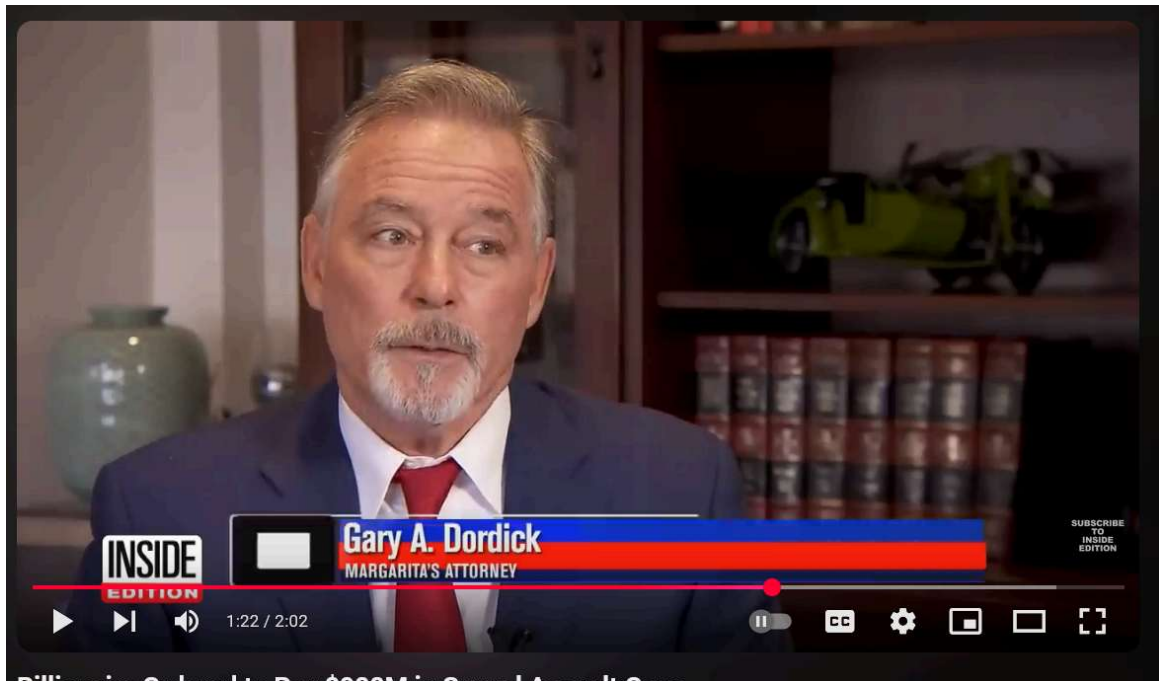 Gary A. Dordick
MARGARITA'S ATTORNEY
INSIDE
EDITION
SUBSCRIBE
TO
INSIDE
EDITION
1:22 / 2:02
CC